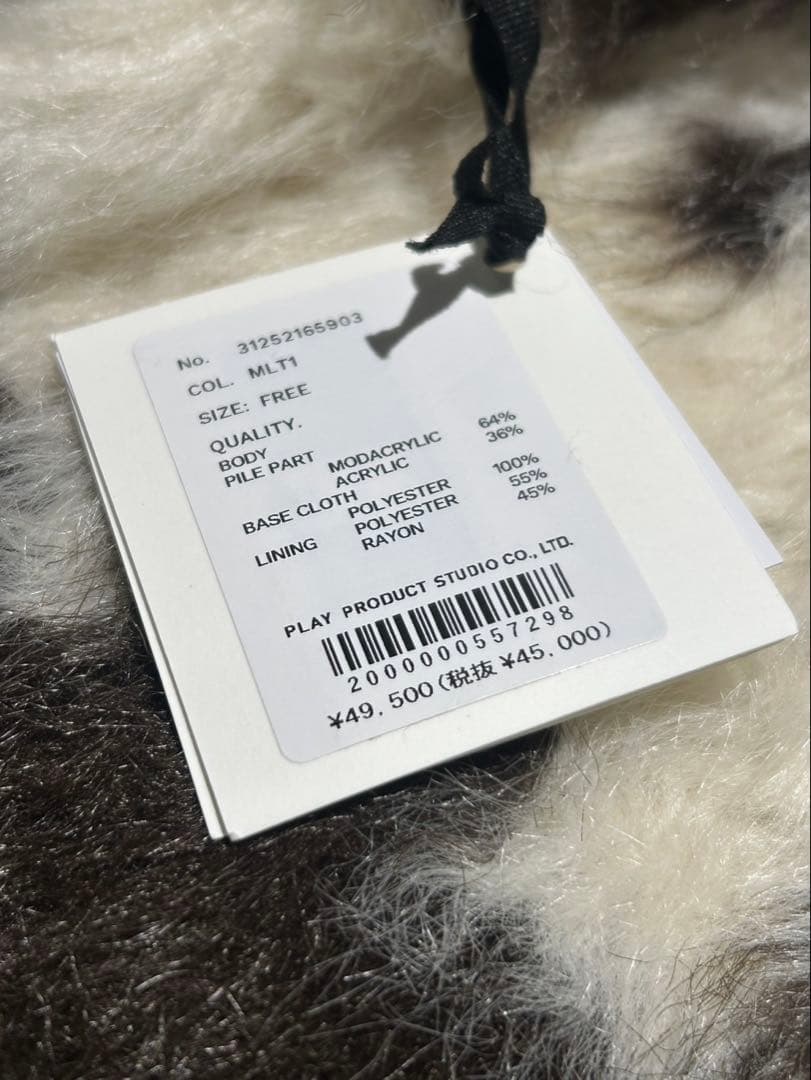 No. 31252165903
COL. MLT1
SIZE: FREE
QUALITY.
BODY
PILE PART MODACRYLIC 64%
ACRYLIC 36%
BASE CLOTH POLYESTER 100%
LINING POLYESTER 55%
RAYON 45%
PLAY PRODUCT STUDIO CO., LTD.
2000000557298
¥49,500(税抜 ¥45,000)